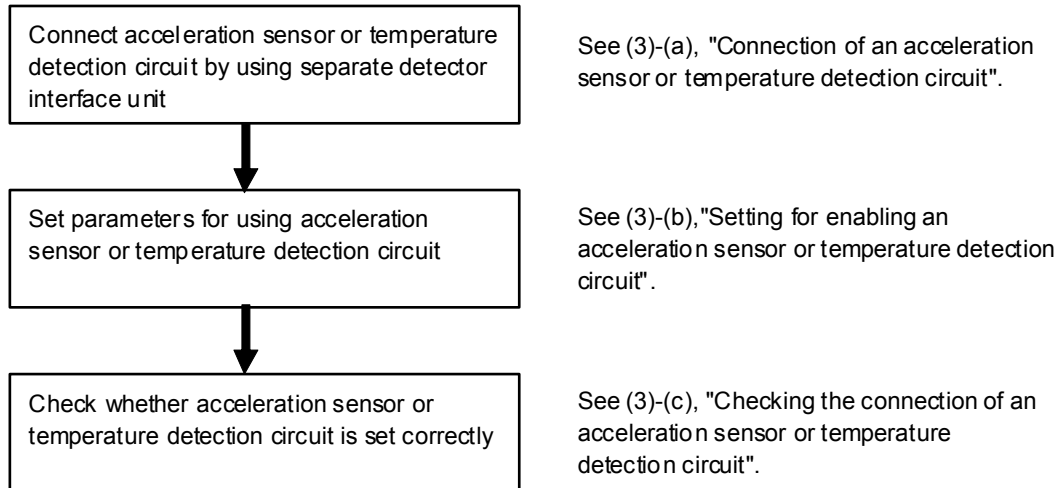 Connect acceleration sensor or temperature
detection circuit by using separate detector
interface unit
See (3)-(a), "Connection of an acceleration
sensor or temperature detection circuit".
Set parameters for using acceleration
sensor or temperature detection circuit
See (3)-(b),"Setting for enabling an
acceleration sensor or temperature detection
circuit".
Check whether acceleration sensor or
temperature detection circuit is set correctly
See (3)-(c), "Checking the connection of an
acceleration sensor or temperature
detection circuit".